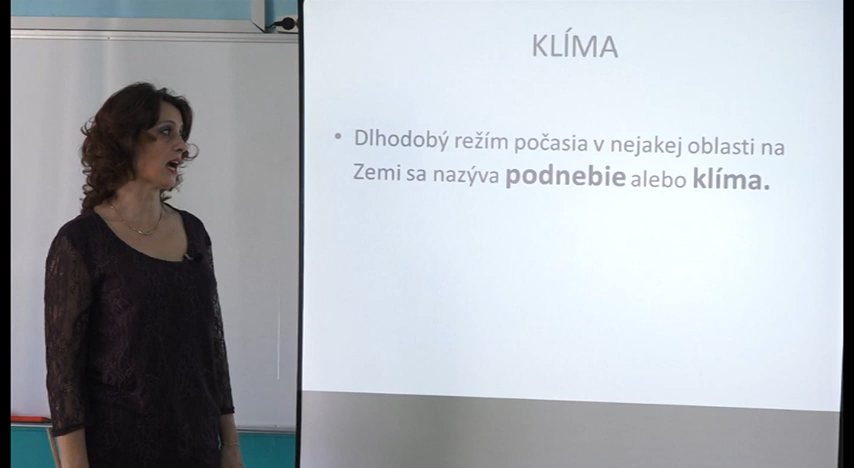 KLÍMA
• Dlhodobý režím počasia v nejakej oblasti na
Zemi sa nazýva podnebie alebo klíma.